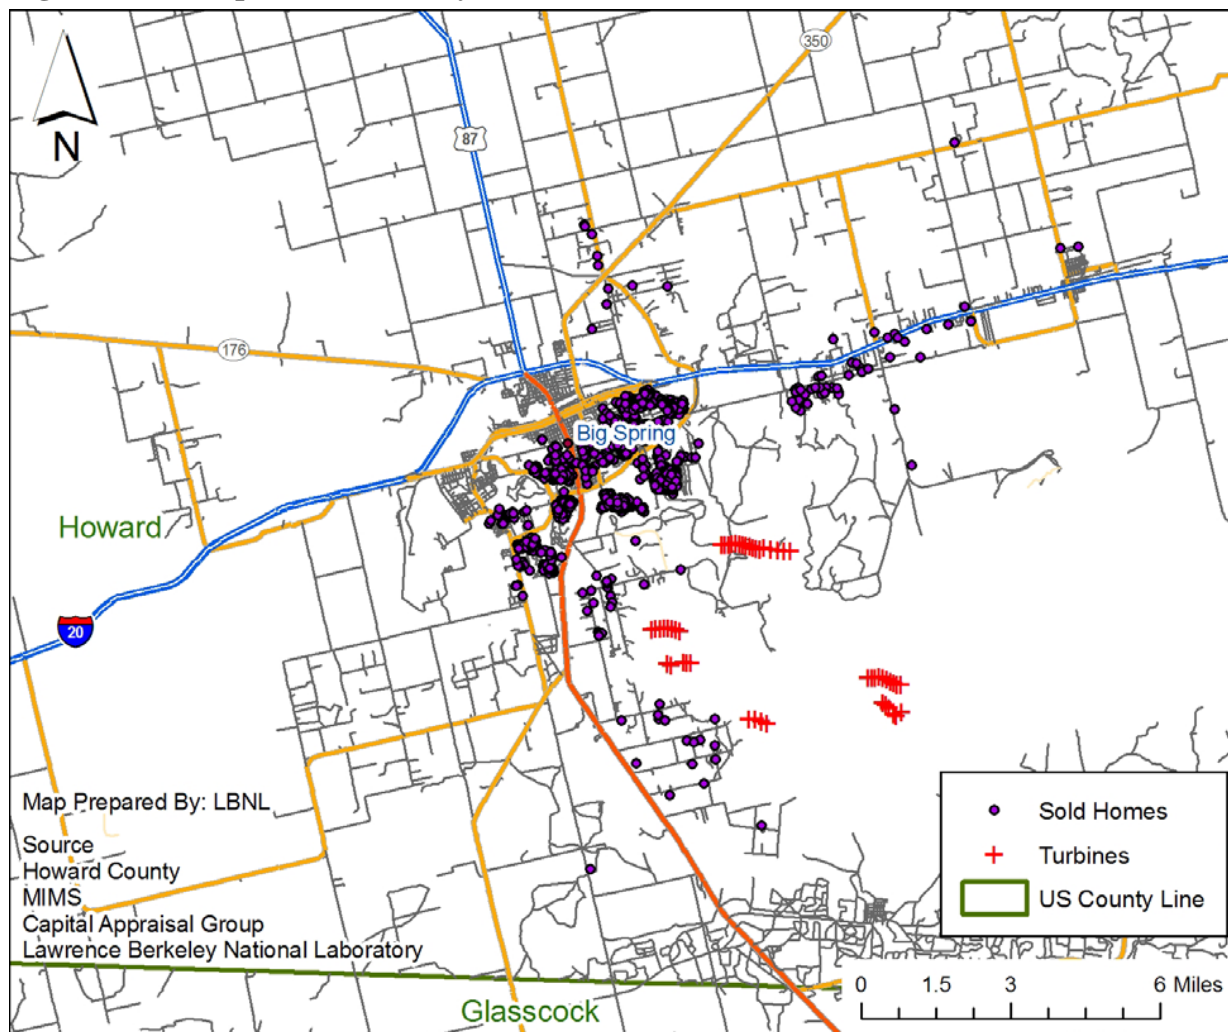 350
N
87
176
Big Spring
Howard
20
Map Prepared By: LBNL
Source
Howard County
MIMS
Capital Appraisal Group
Lawrence Berkeley National Laboratory
Sold Homes
Turbines
US County Line
0 1.5 3 6 Miles
Glasscock